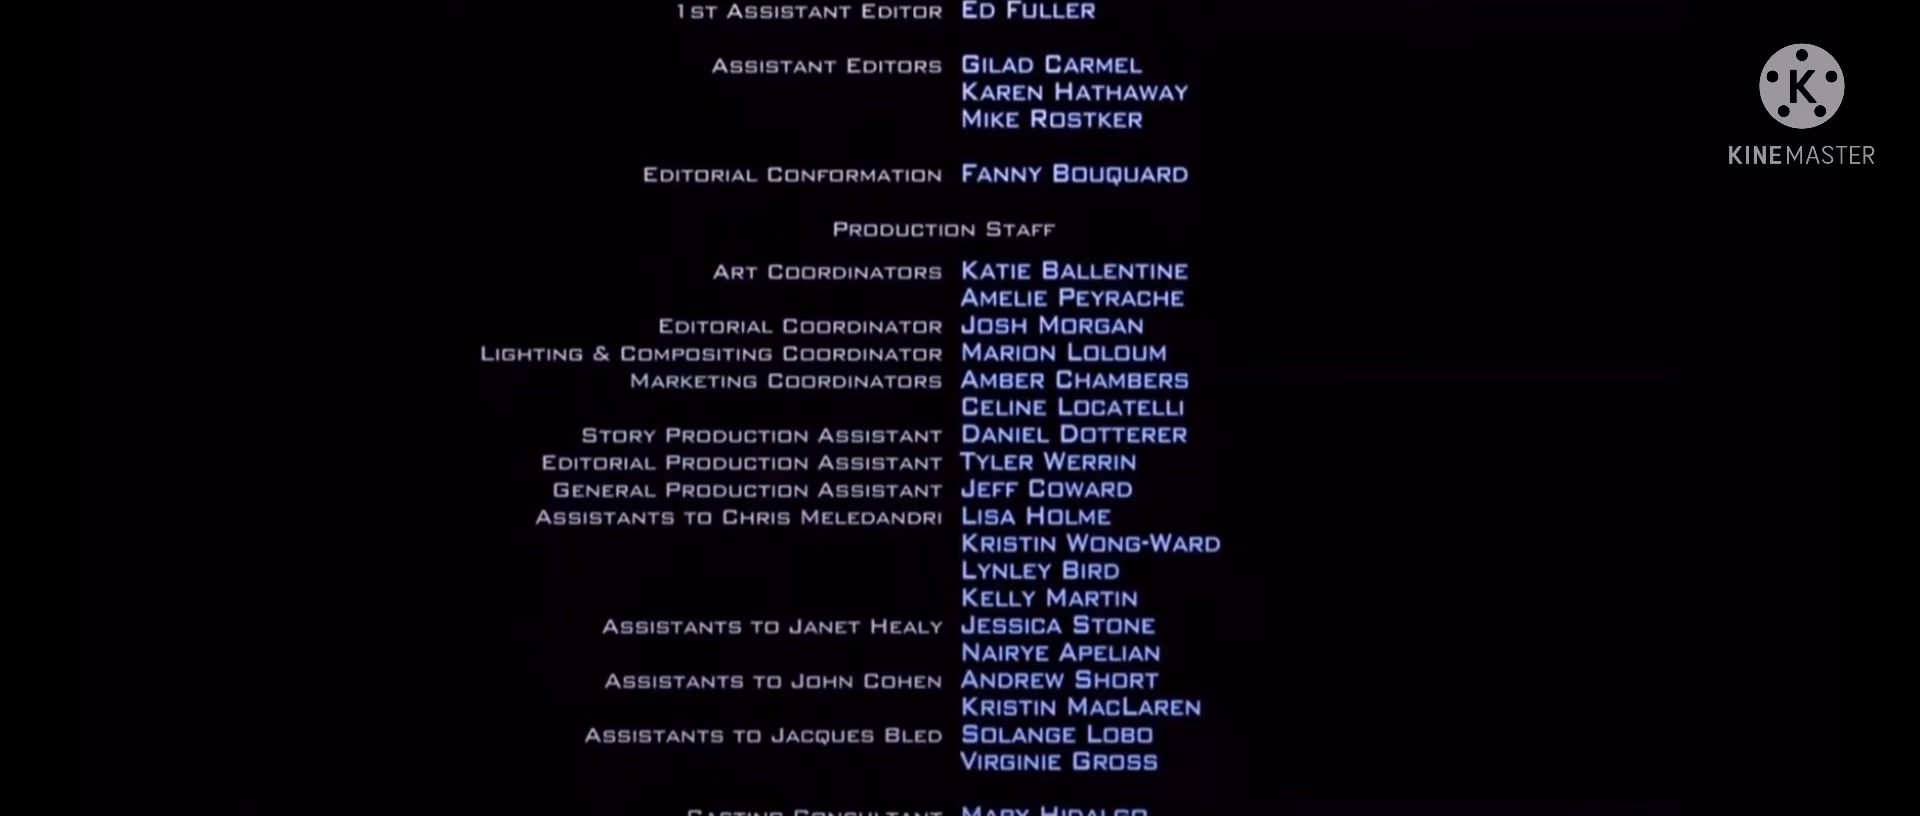 1st Assistant Editor Ed Fuller
Assistant Editors Gilad Carmel
Karen Hathaway
Mike Rostker
Editorial Conformation Fanny Bouquard
Production Staff
Art Coordinators Katie Ballentine
Amelie Peyrache
Editorial Coordinator Josh Morgan
Lighting & Compositing Coordinator Marion Loloum
Marketing Coordinators Amber Chambers
Celine Locatelli
Story Production Assistant Daniel Dotterer
Editorial Production Assistant Tyler Werrin
General Production Assistant Jeff Coward
Assistants to Chris Meledandri Lisa Holme
Kristin Wong-Ward
Lynley Bird
Kelly Martin
Assistants to Janet Healy Jessica Stone
Nairye Apelian
Assistants to John Cohen Andrew Short
Kristin MacLaren
Assistants to Jacques Bled Solange Lobo
Virginie Gross
Casting Consultant Mary Hidalgo
K
KINEMASTER